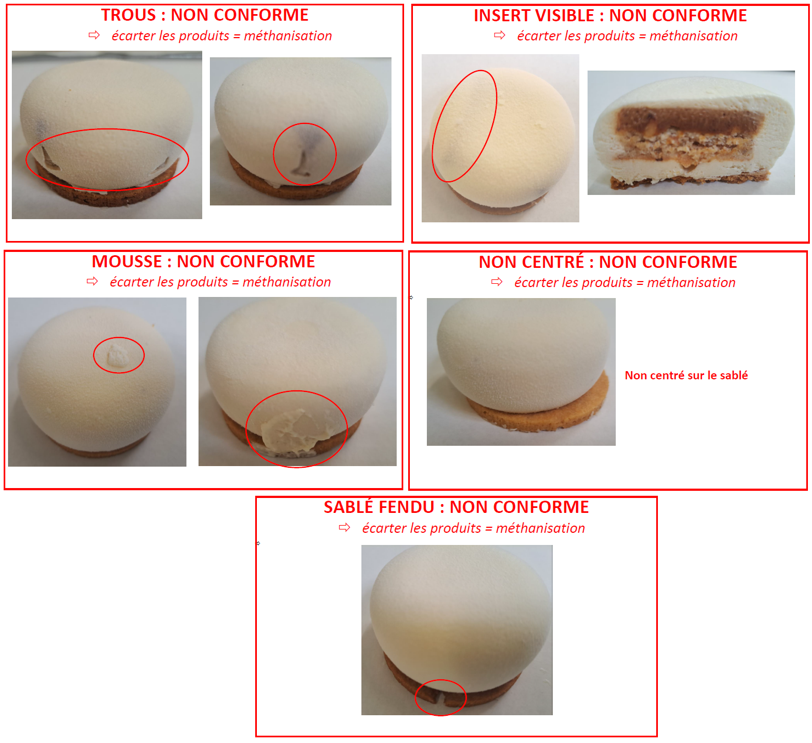 TROUS : NON CONFORME
⇨ écarter les produits = méthanisation
INSERT VISIBLE : NON CONFORME
⇨ écarter les produits = méthanisation
MOUSSE : NON CONFORME
⇨ écarter les produits = méthanisation
NON CENTRÉ : NON CONFORME
⇨ écarter les produits = méthanisation
Non centré sur le sablé
SABLÉ FENDU : NON CONFORME
⇨ écarter les produits = méthanisation